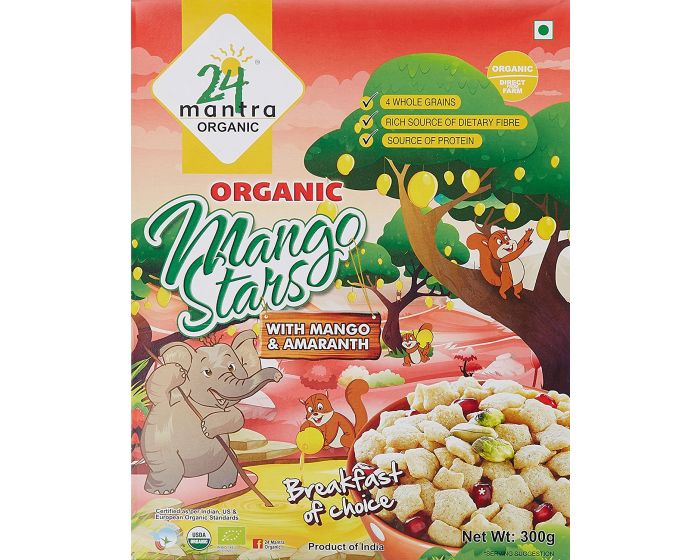 24
mantra
ORGANIC
ORGANIC
DIRECT
FARM
4 WHOLE GRAINS
RICH SOURCE OF DIETARY FIBRE
SOURCE OF PROTEIN
ORGANIC
Mango
Stars
WITH MANGO
& AMARANTH
Breakfast
of choice
Certified as per Indian, US &
European Organic Standards
USDA
ORGANIC
f 24 Mantra
Organic
Product of India
Net Wt: 300g
*SERVING SUGGESTION